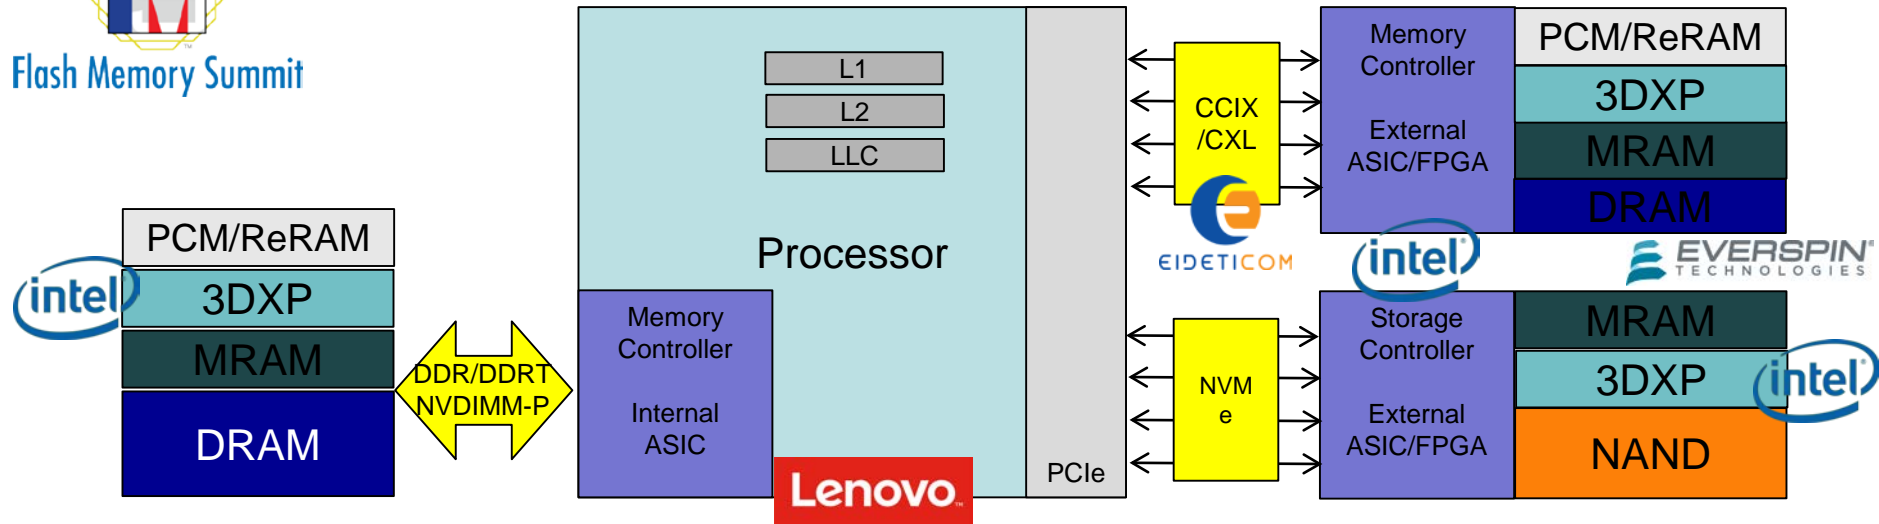 TM
Flash Memory Summit
PCM/ReRAM
3DXP
MRAM
DRAM
intel
DDR/DDRT
NVDIMM-P
L1
L2
LLC
Processor
Memory
Controller
Internal
ASIC
Lenovo
TM
PCIe
CCIX
/CXL
EIDETICOM
NVM
e
Memory
Controller
External
ASIC/FPGA
PCM/ReRAM
3DXP
MRAM
DRAM
intel
EVERSPIN
TECHNOLOGIES
Storage
Controller
External
ASIC/FPGA
MRAM
3DXP
NAND
intel